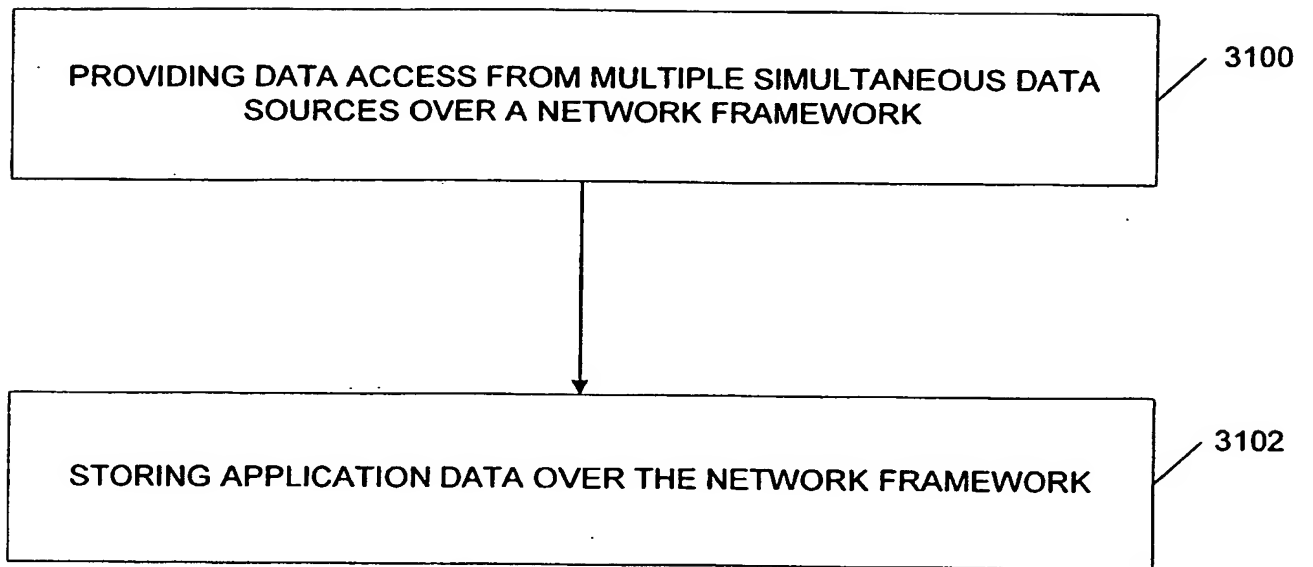 PROVIDING DATA ACCESS FROM MULTIPLE SIMULTANEOUS DATA
SOURCES OVER A NETWORK FRAMEWORK
3100
STORING APPLICATION DATA OVER THE NETWORK FRAMEWORK
3102